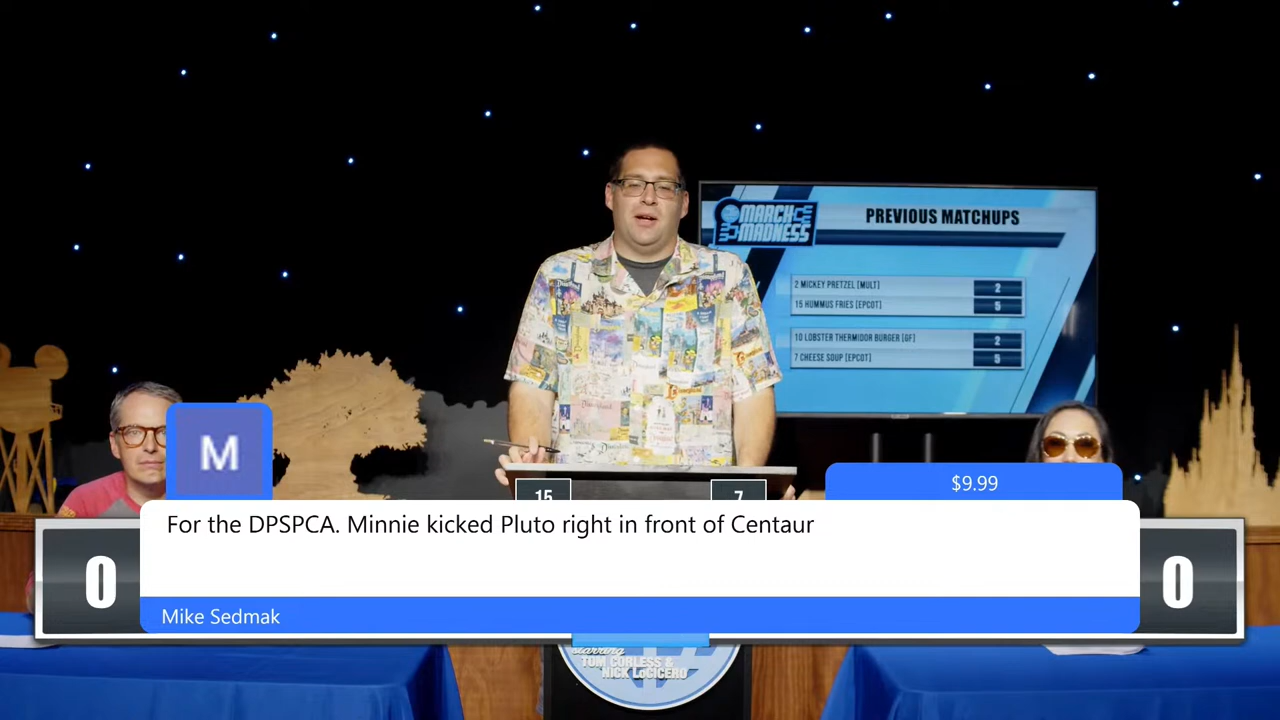 MARCH
MADNESS
PREVIOUS MATCHUPS
2 MICKEY PRETZEL [MULT] 2
15 HUMMUS FRIES [EPCOT] 5
10 LOBSTER THERMIDOR BURGER [GF] 2
7 CHEESE SOUP [EPCOT] 5
M
15
7
$9.99
For the DPSPCA. Minnie kicked Pluto right in front of Centaur
0
0
Mike Sedmak
starring
TOM CORLESS &
NICK LoCICERO